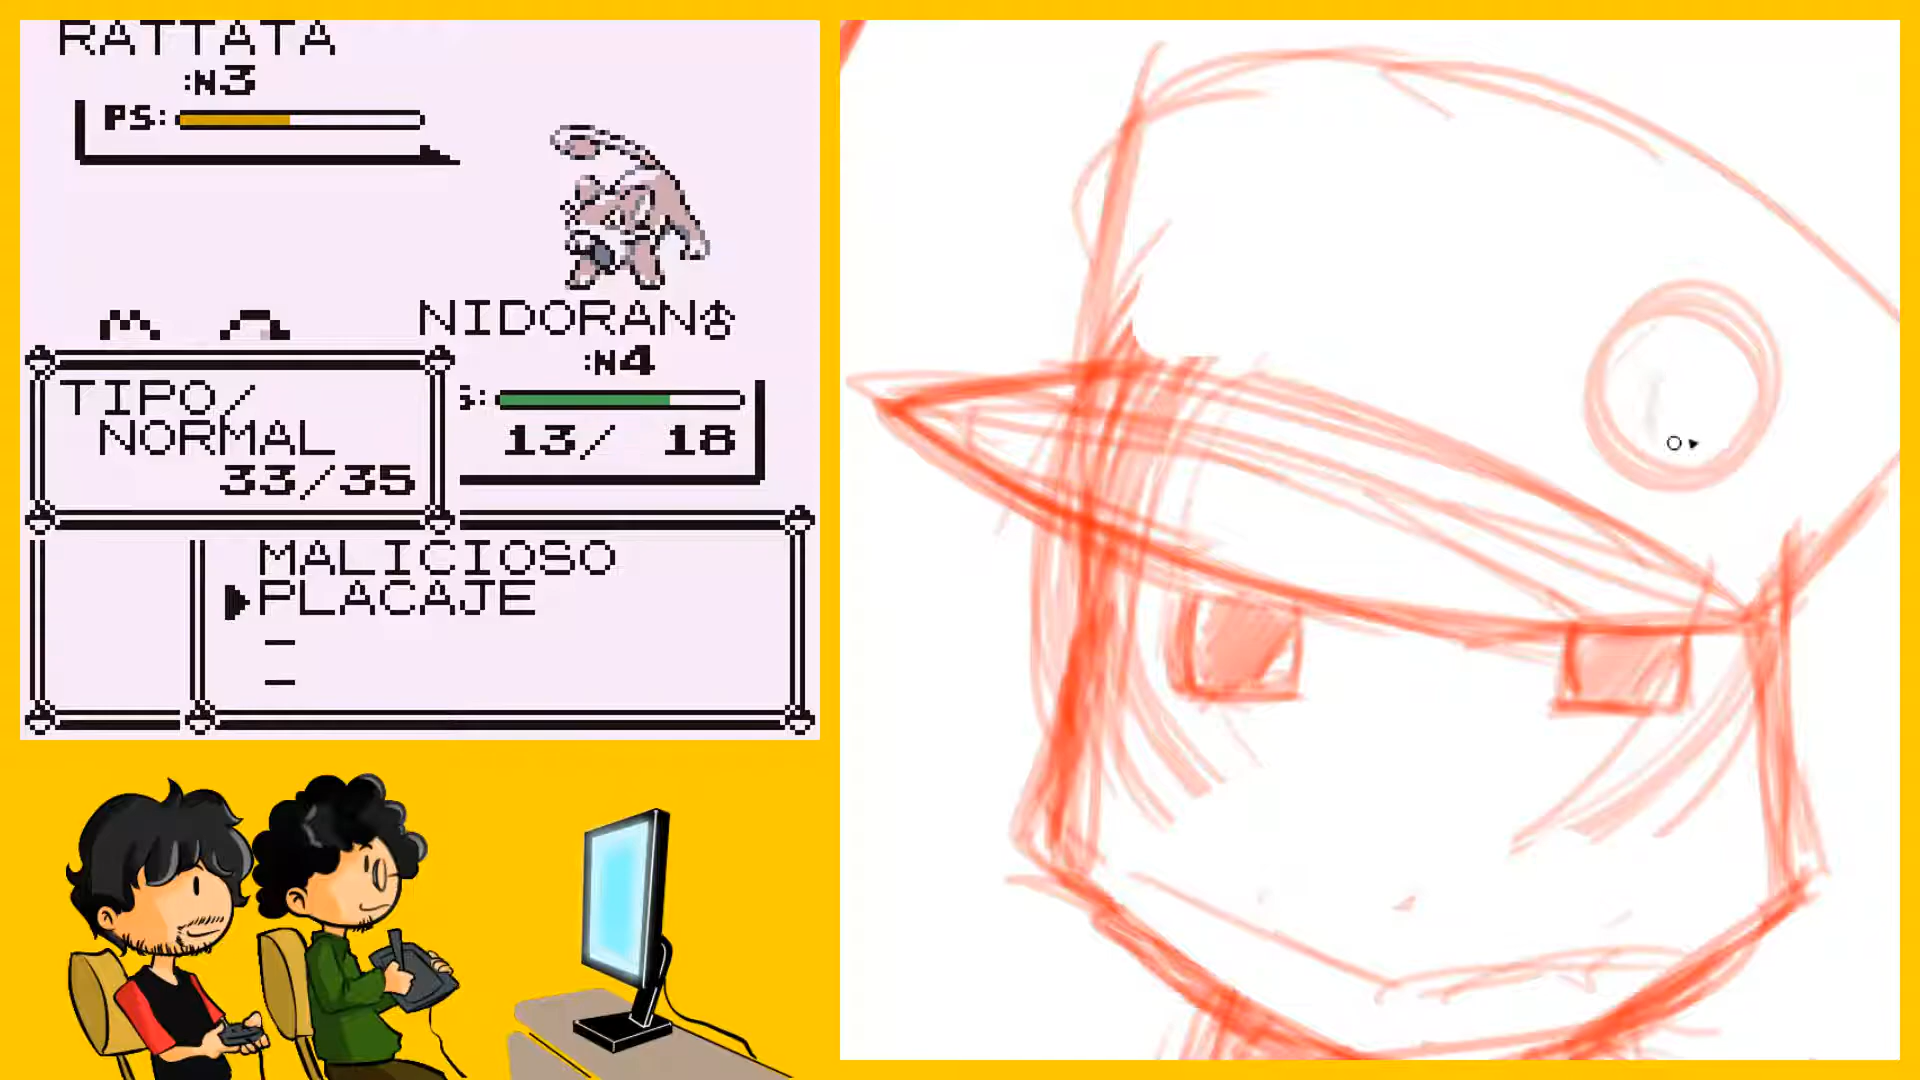 RATTATA
:N3
PS:
NIDORAN♂
:N4
S:
13/ 18
TIPO/
NORMAL
33/35
MALICIOSO
▶PLACAJE
–
–